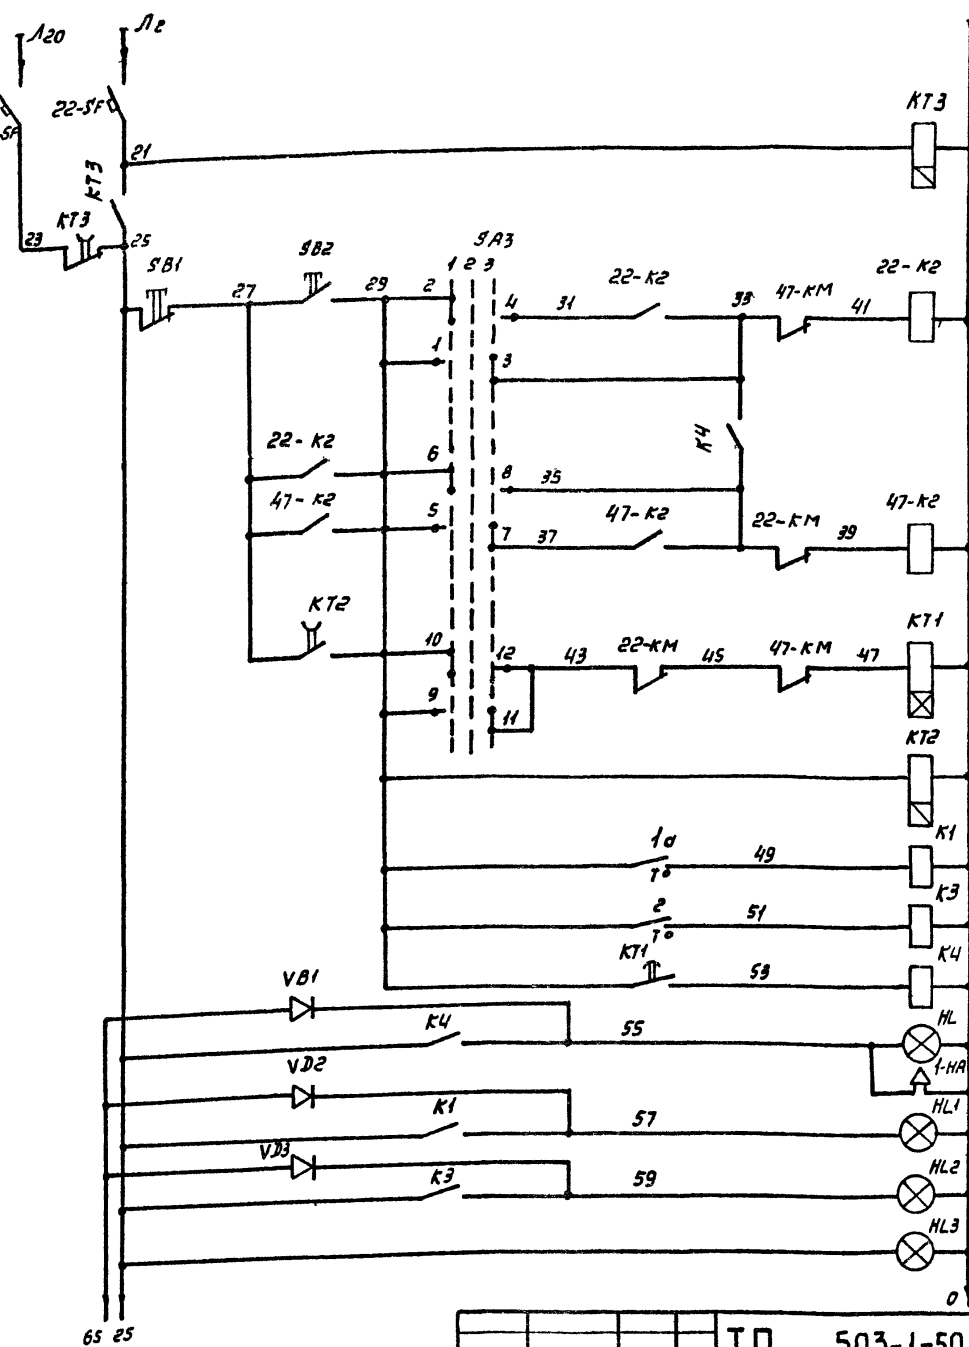 Л20 Л2
SF 22-SF
21 КТ3
КТ3
23 КТ3 25
SB1 SB2 SA3
27 29 2 1 2 3 4 31 22-К2 33 47-КМ 41 22-К2
1 3
22-К2 6 8 35 К4
47-К2 5 7 37 47-К2 22-КМ 39 47-К2
КТ2 10 12 43 22-КМ 45 47-КМ 47 КТ1
9 11
КТ2
1а
Т° 49 К1
2
Т° 51 К3
КТ1 53 К4
VB1
К4 55 HL
1-НА
VD2
К1 57 HL1
VD3
К3 59 HL2
HL3
65 25 0
ТП 503-1-50